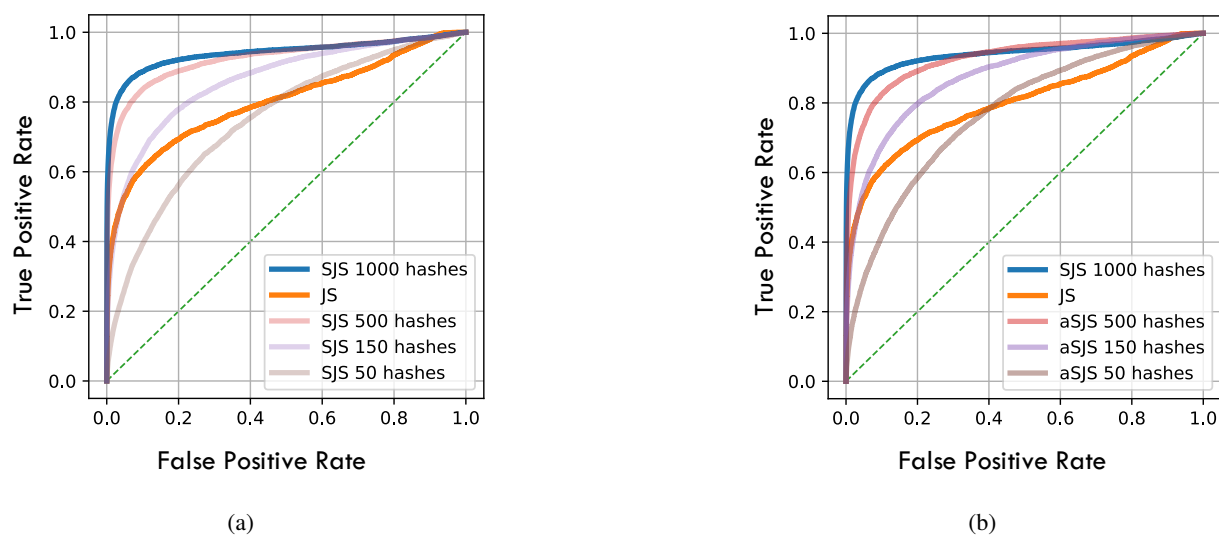 1.0
0.8
0.6
0.4
0.2
0.0
True Positive Rate
SJS 1000 hashes
JS
SJS 500 hashes
SJS 150 hashes
SJS 50 hashes
0.0 0.2 0.4 0.6 0.8 1.0
False Positive Rate
(a)
1.0
0.8
0.6
0.4
0.2
0.0
True Positive Rate
SJS 1000 hashes
JS
aSJS 500 hashes
aSJS 150 hashes
aSJS 50 hashes
0.0 0.2 0.4 0.6 0.8 1.0
False Positive Rate
(b)